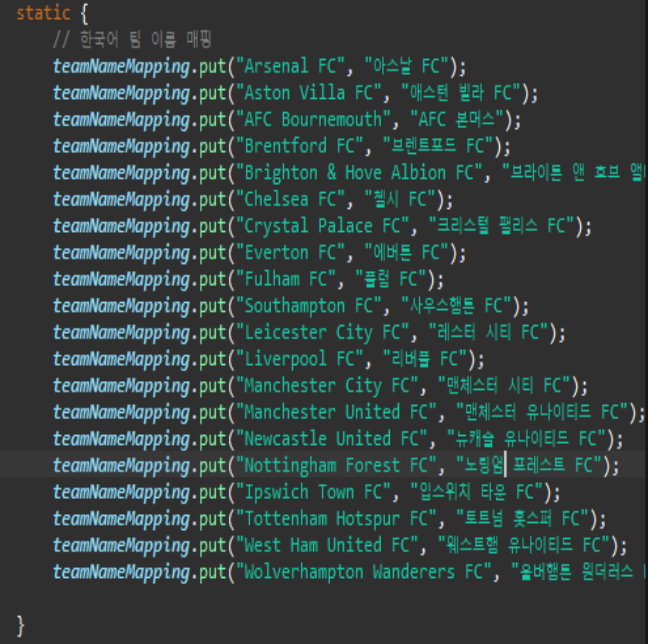 static {
// 한국어 팀 이름 매핑
teamNameMapping.put("Arsenal FC", "아스날 FC");
teamNameMapping.put("Aston Villa FC", "애스턴 빌라 FC");
teamNameMapping.put("AFC Bournemouth", "AFC 본머스");
teamNameMapping.put("Brentford FC", "브렌트포드 FC");
teamNameMapping.put("Brighton & Hove Albion FC", "브라이튼 앤 호브
teamNameMapping.put("Chelsea FC", "첼시 FC");
teamNameMapping.put("Crystal Palace FC", "크리스털 팰리스 FC");
teamNameMapping.put("Everton FC", "에버튼 FC");
teamNameMapping.put("Fulham FC", "풀럼 FC");
teamNameMapping.put("Southampton FC", "사우스햄튼 FC");
teamNameMapping.put("Leicester City FC", "레스터 시티 FC");
teamNameMapping.put("Liverpool FC", "리버풀 FC");
teamNameMapping.put("Manchester City FC", "맨체스터 시티 FC");
teamNameMapping.put("Manchester United FC", "맨체스터 유나이티드 FC");
teamNameMapping.put("Newcastle United FC", "뉴캐슬 유나이티드 FC");
teamNameMapping.put("Nottingham Forest FC", "노팅엄 포레스트 FC");
teamNameMapping.put("Ipswich Town FC", "입스위치 타운 FC");
teamNameMapping.put("Tottenham Hotspur FC", "토트넘 홋스퍼 FC");
teamNameMapping.put("West Ham United FC", "웨스트햄 유나이티드 FC");
teamNameMapping.put("Wolverhampton Wanderers FC", "울버햄튼 원더러스
}